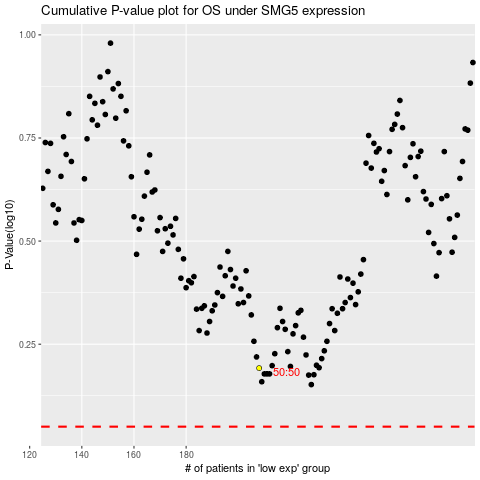 Cumulative P-value plot for OS under SMG5 expression
1.00
0.75
0.50
0.25
P-Value(log10)
50:50
120 140 160 180
# of patients in 'low exp' group